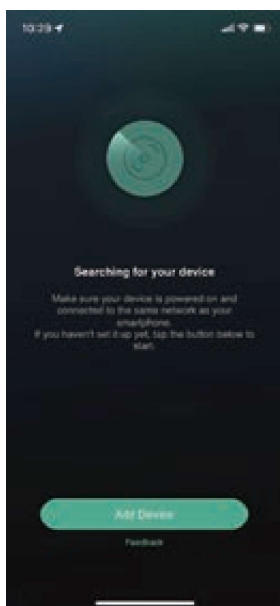 10:29
Searching for your device
Make sure your device is powered on and
connected to the same network as your
smartphone.
If you haven't set it up yet, tap the button below to
start.
Add Device
Feedback